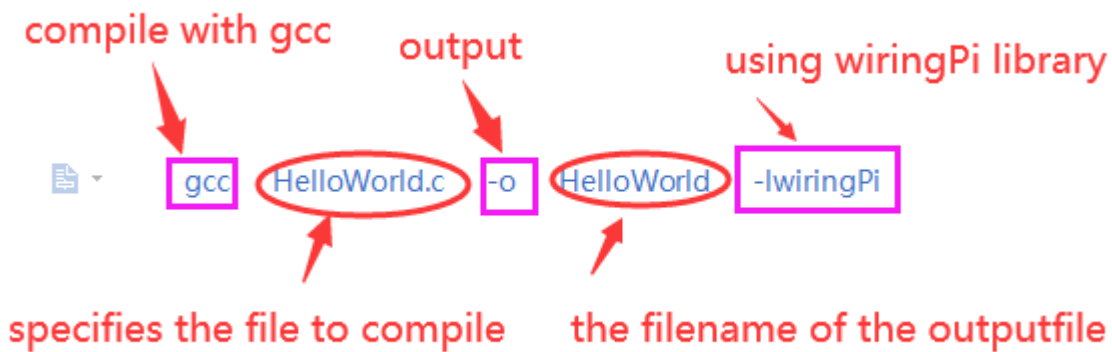 compile with gcc
output
using wiringPi library
gcc HelloWorld.c -o HelloWorld -lwiringPi
specifies the file to compile
the filename of the outputfile